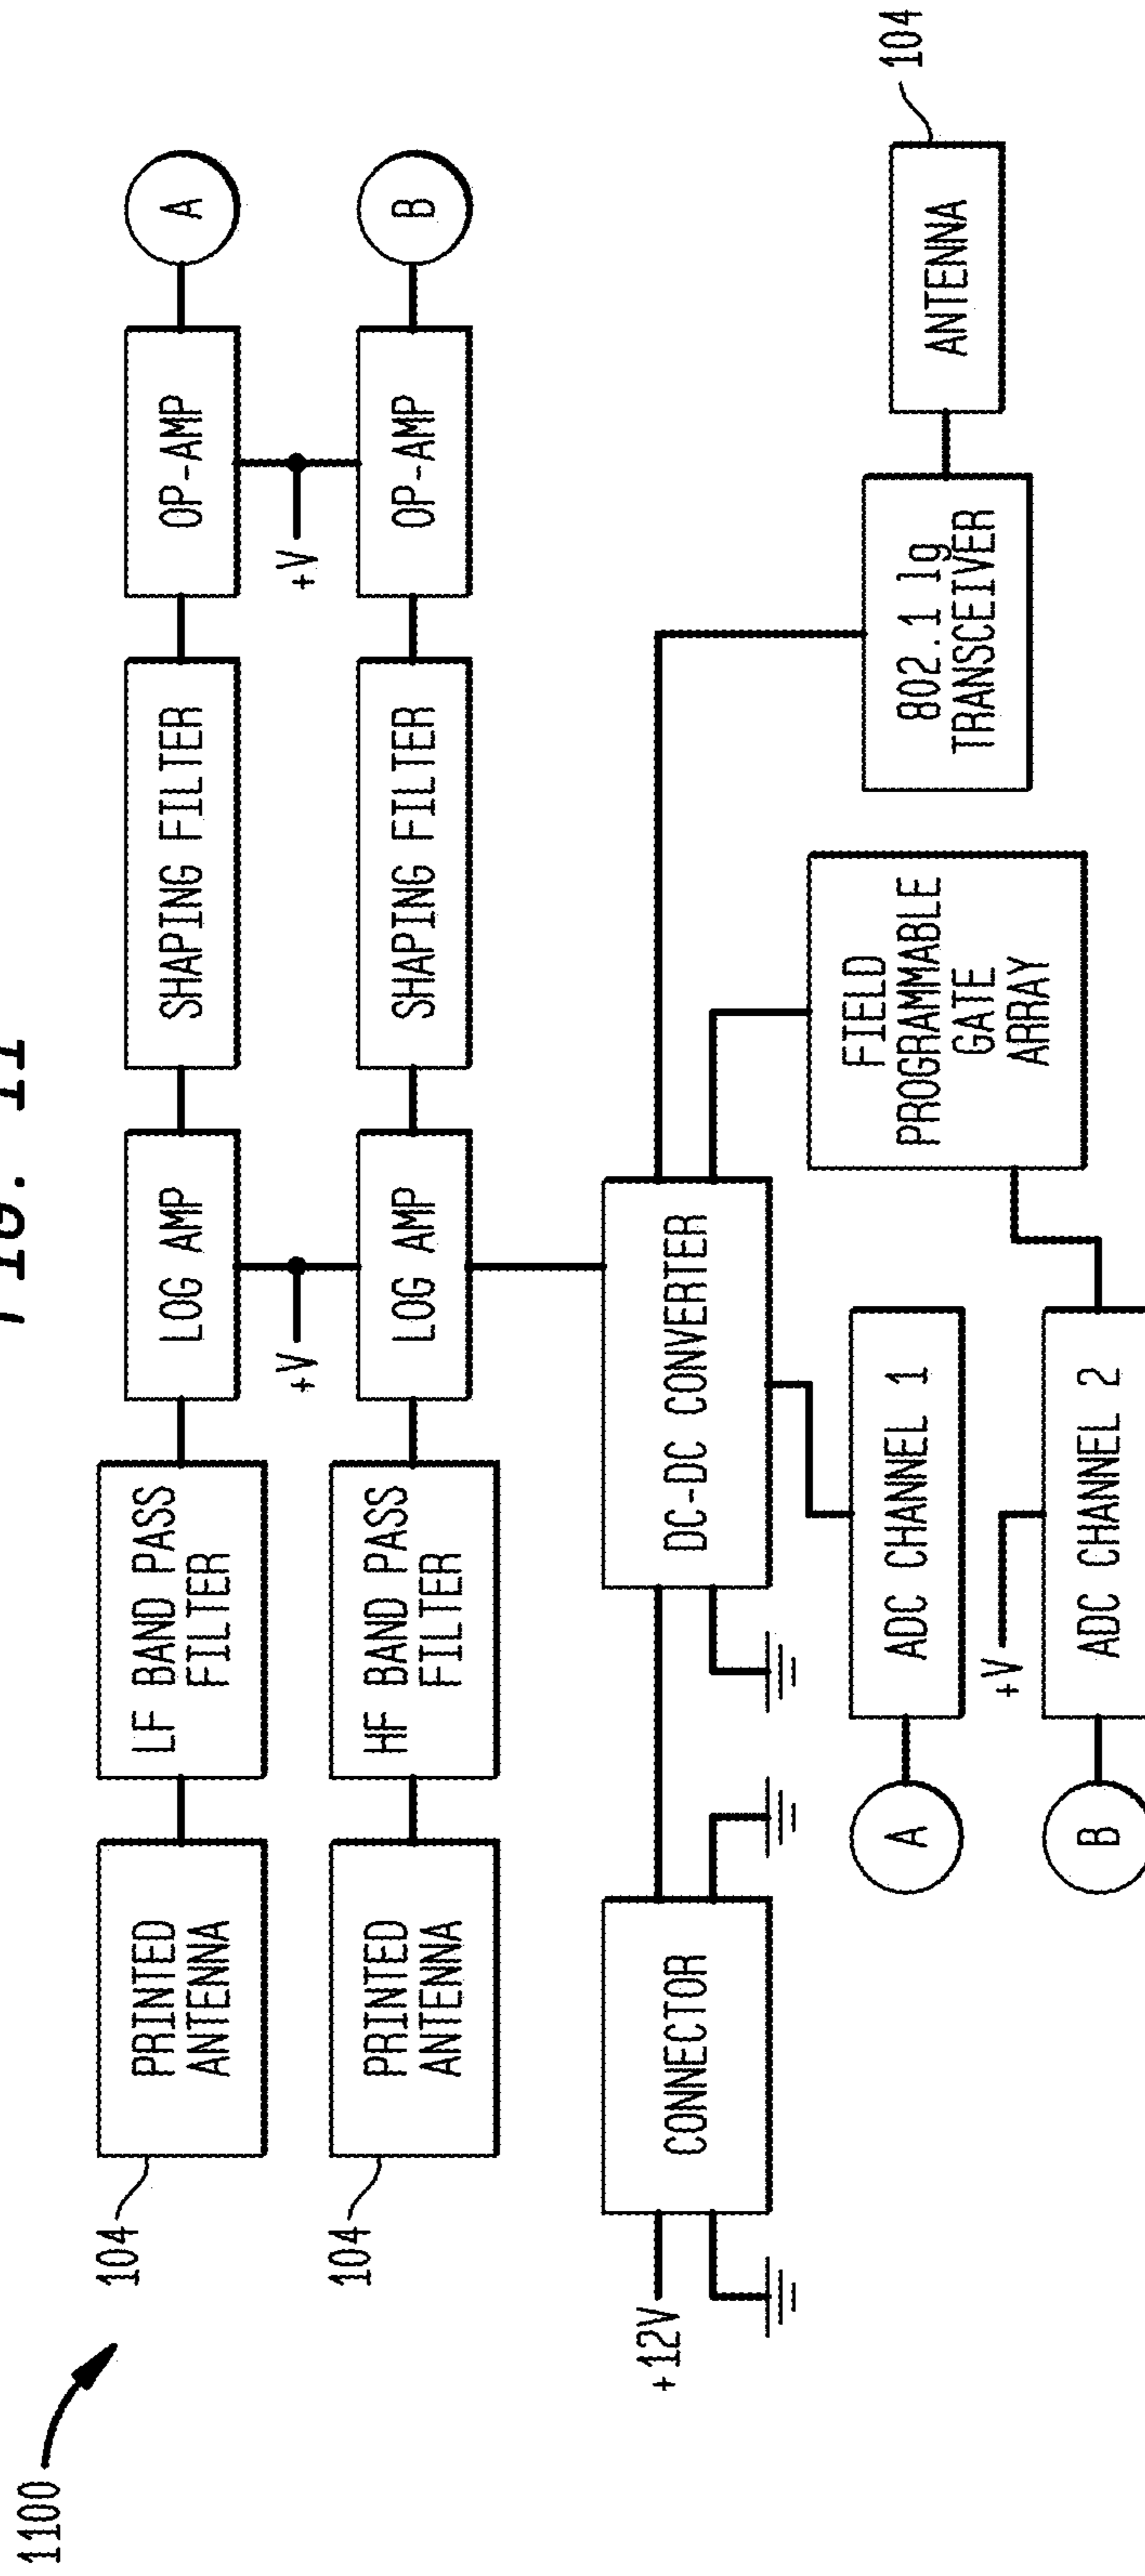 FIG. 11
1100
104
PRINTED
ANTENNA
LF BAND PASS
FILTER
LOG AMP
SHAPING FILTER
OP-AMP
A
+V
+V
104
PRINTED
ANTENNA
HF BAND PASS
FILTER
LOG AMP
SHAPING FILTER
OP-AMP
B
+12V
CONNECTOR
DC-DC CONVERTER
A
ADC CHANNEL 1
FIELD
PROGRAMMABLE
GATE
ARRAY
802.1 1g
TRANSCEIVER
ANTENNA
104
+V
B
ADC CHANNEL 2